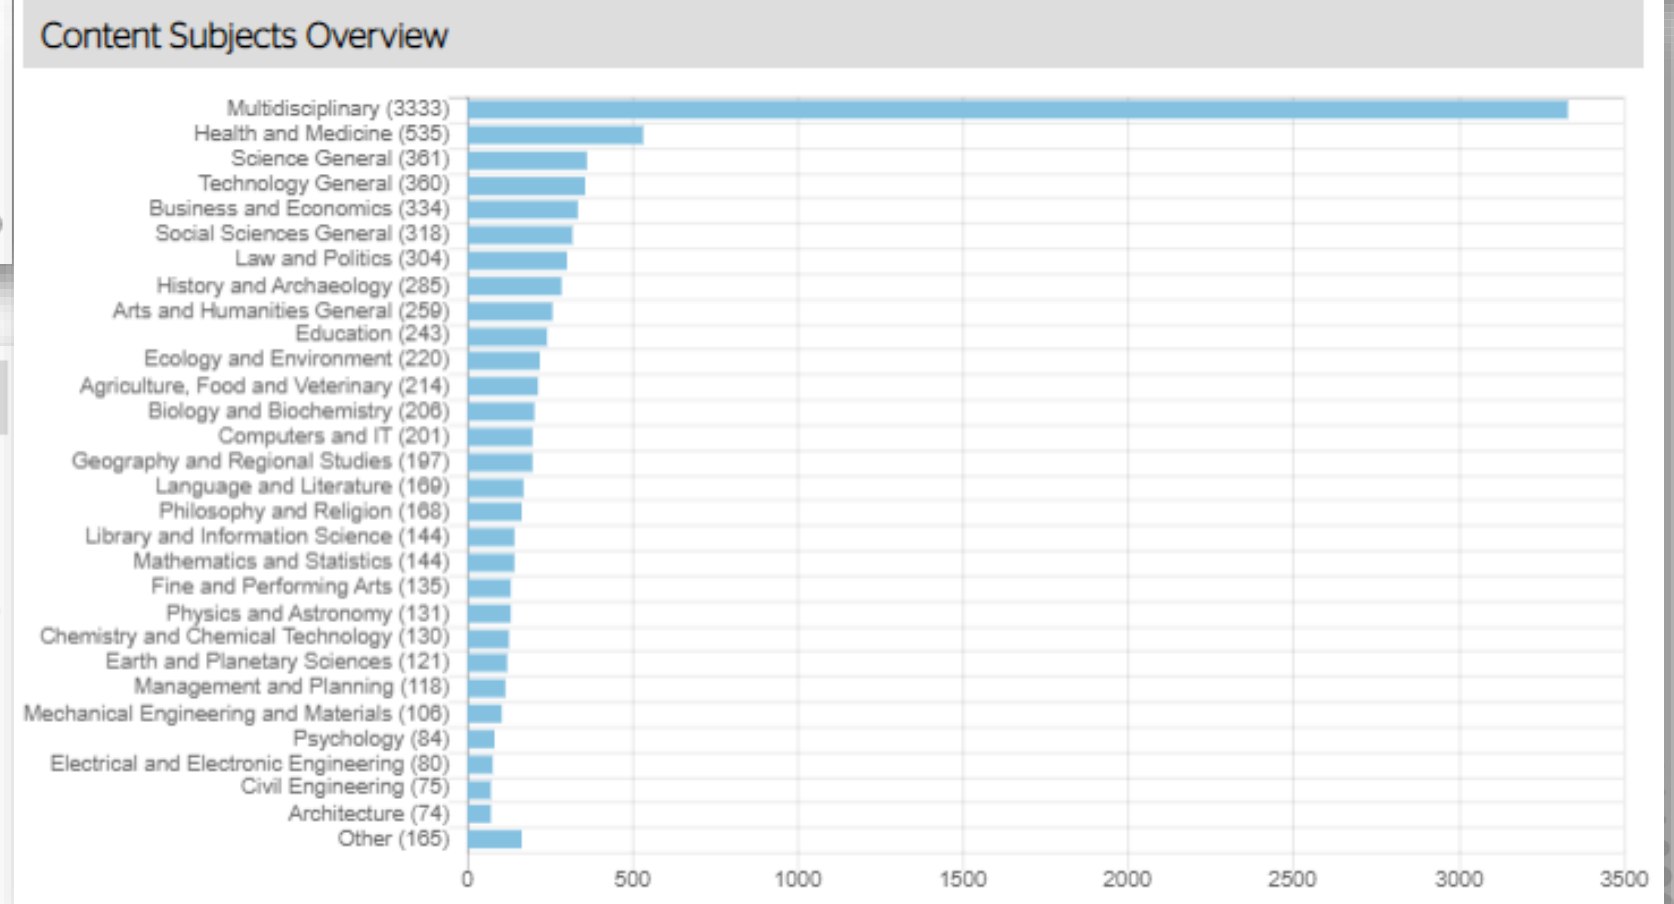 Content Subjects Overview
Multidisciplinary (3333)
Health and Medicine (535)
Science General (361)
Technology General (360)
Business and Economics (334)
Social Sciences General (318)
Law and Politics (304)
History and Archaeology (285)
Arts and Humanities General (259)
Education (243)
Ecology and Environment (220)
Agriculture, Food and Veterinary (214)
Biology and Biochemistry (206)
Computers and IT (201)
Geography and Regional Studies (197)
Language and Literature (169)
Philosophy and Religion (168)
Library and Information Science (144)
Mathematics and Statistics (144)
Fine and Performing Arts (135)
Physics and Astronomy (131)
Chemistry and Chemical Technology (130)
Earth and Planetary Sciences (121)
Management and Planning (118)
Mechanical Engineering and Materials (106)
Psychology (84)
Electrical and Electronic Engineering (80)
Civil Engineering (75)
Architecture (74)
Other (165)
0 500 1000 1500 2000 2500 3000 3500